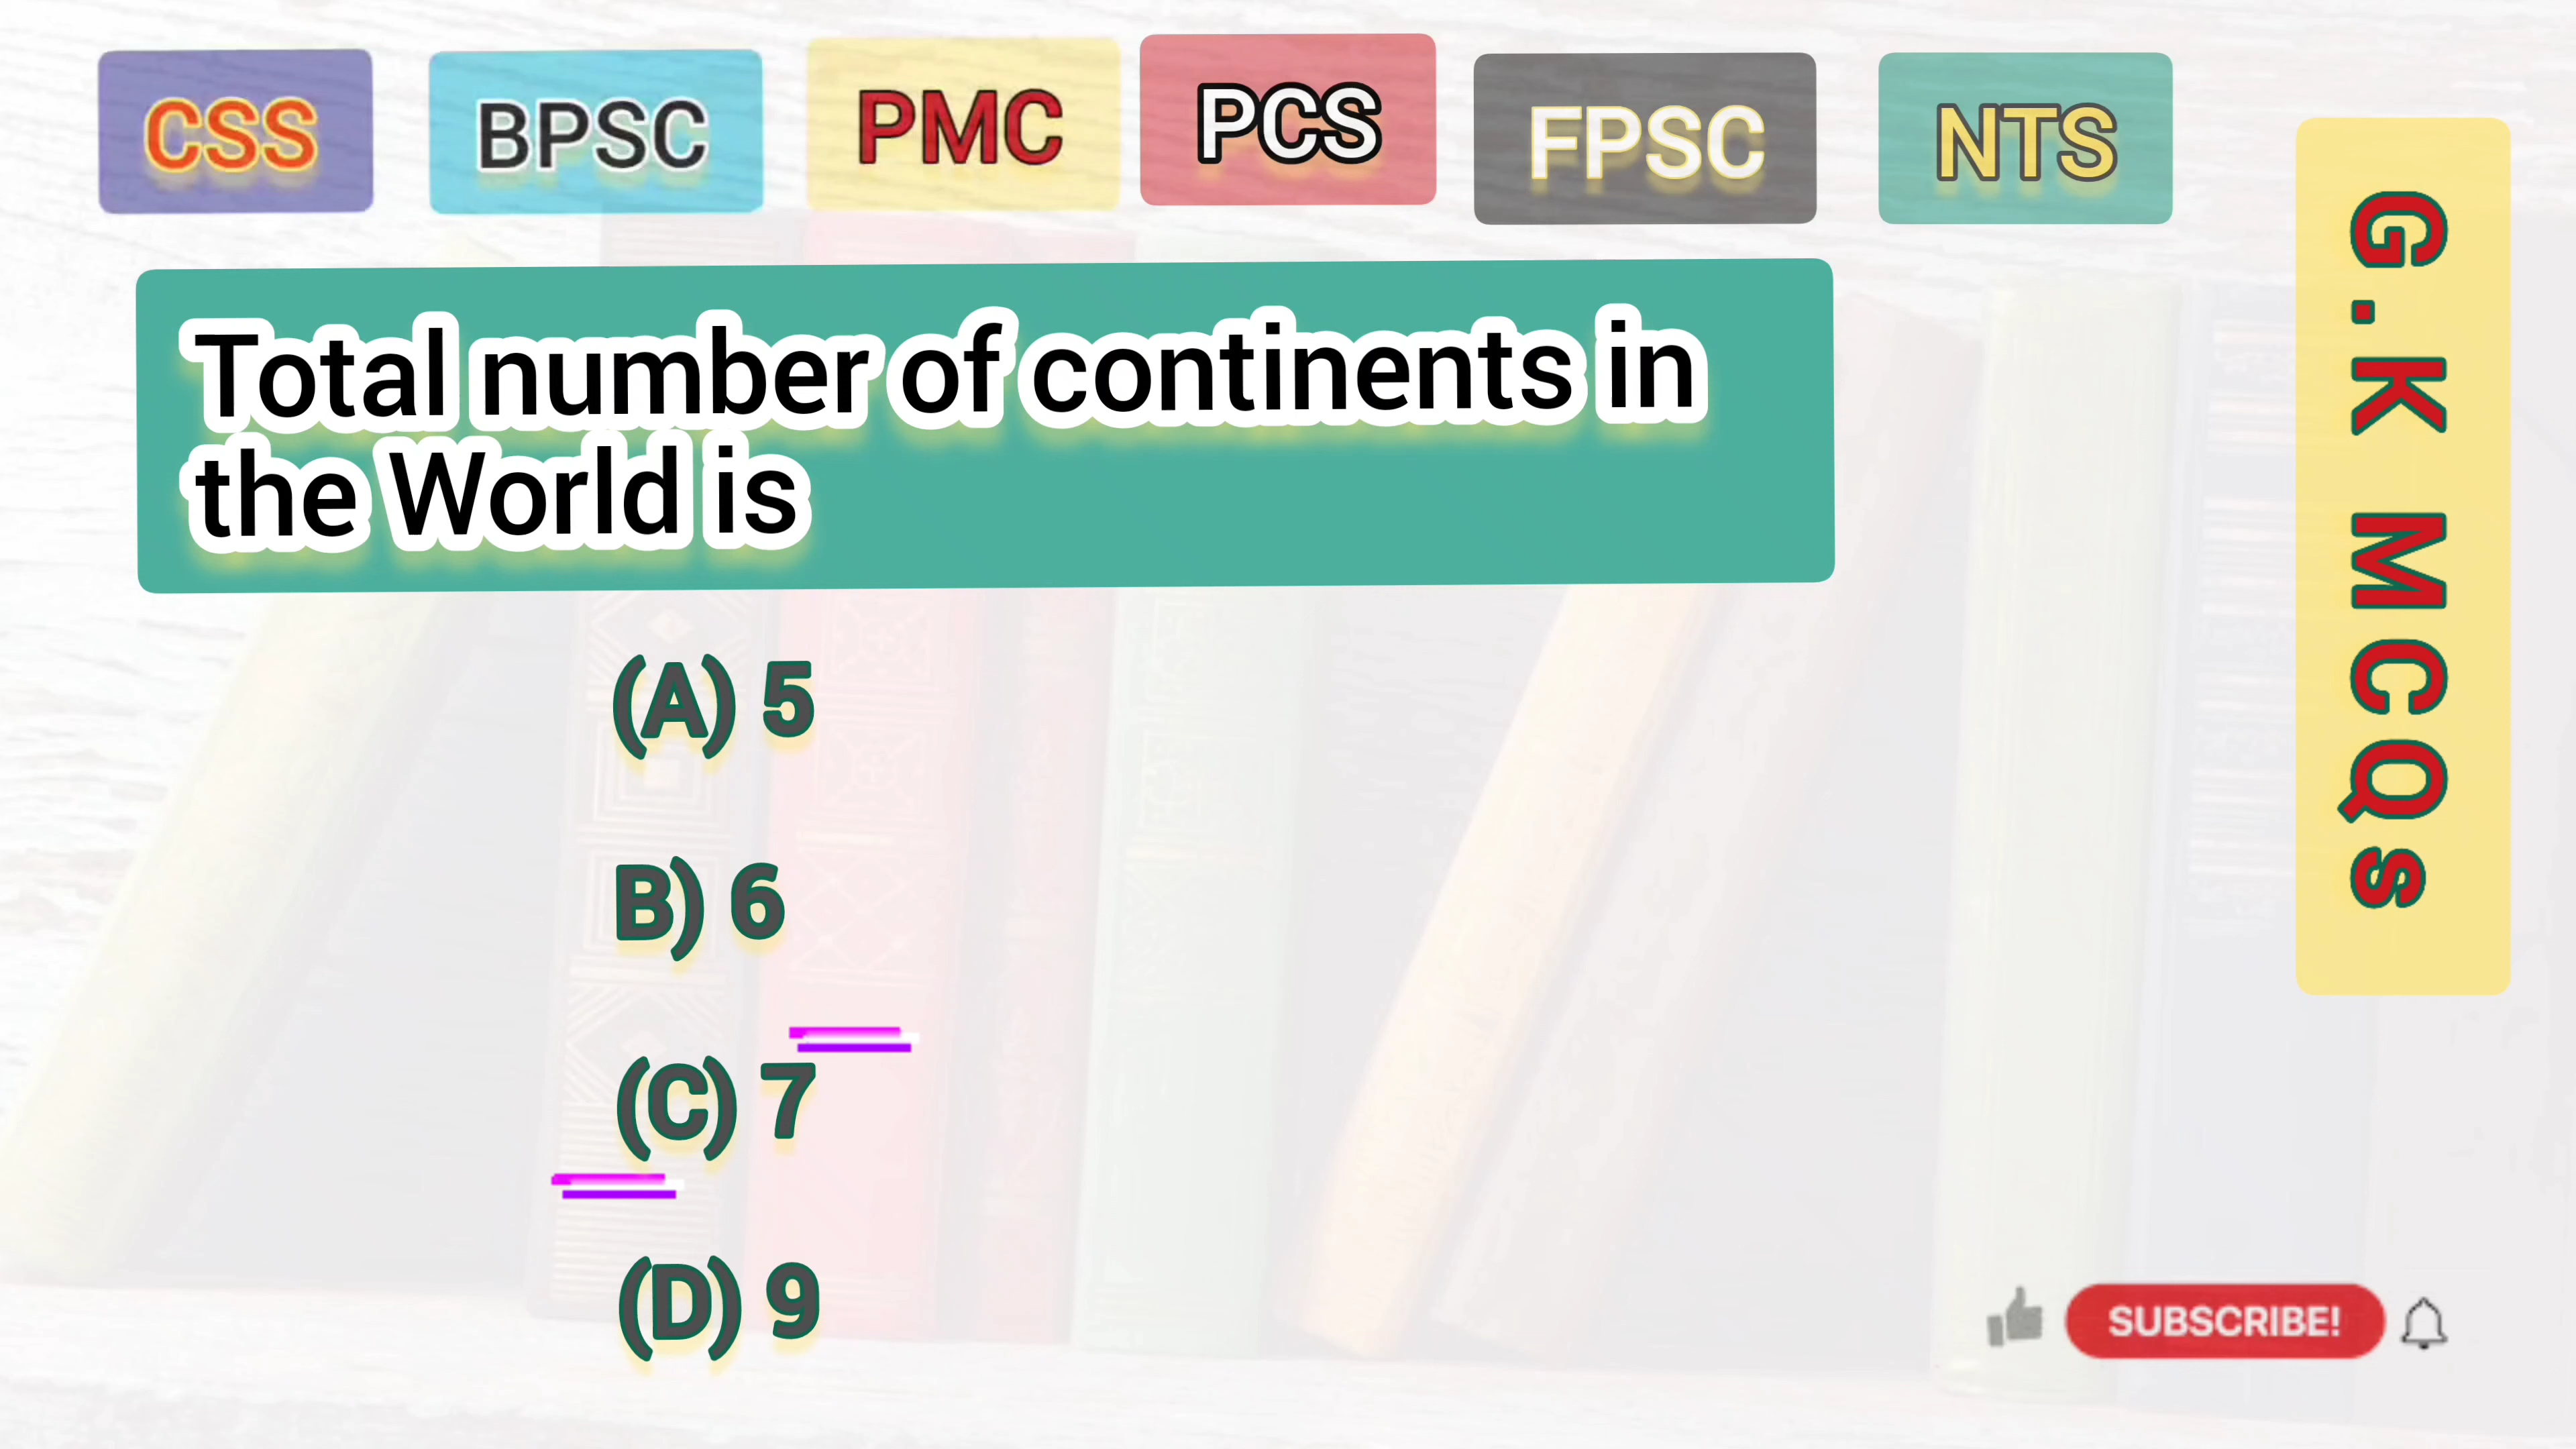 CSS
BPSC
PMC
PCS
FPSC
NTS
Total number of continents in
the World is
(A) 5
B) 6
(C) 7
(D) 9
G.K MCQs
SUBSCRIBE!